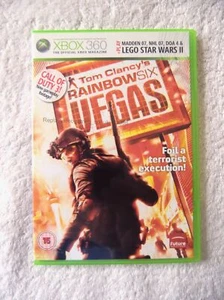 XBOX 360
THE OFFICIAL XBOX MAGAZINE
MADDEN 07, NHL 07, DOA 4 &
LEGO STAR WARS II
CALL OF
DUTY 3!
Tom Clancy's
RAINBOWSIX
VEGAS
Foil a
terrorist
execution!
15
future